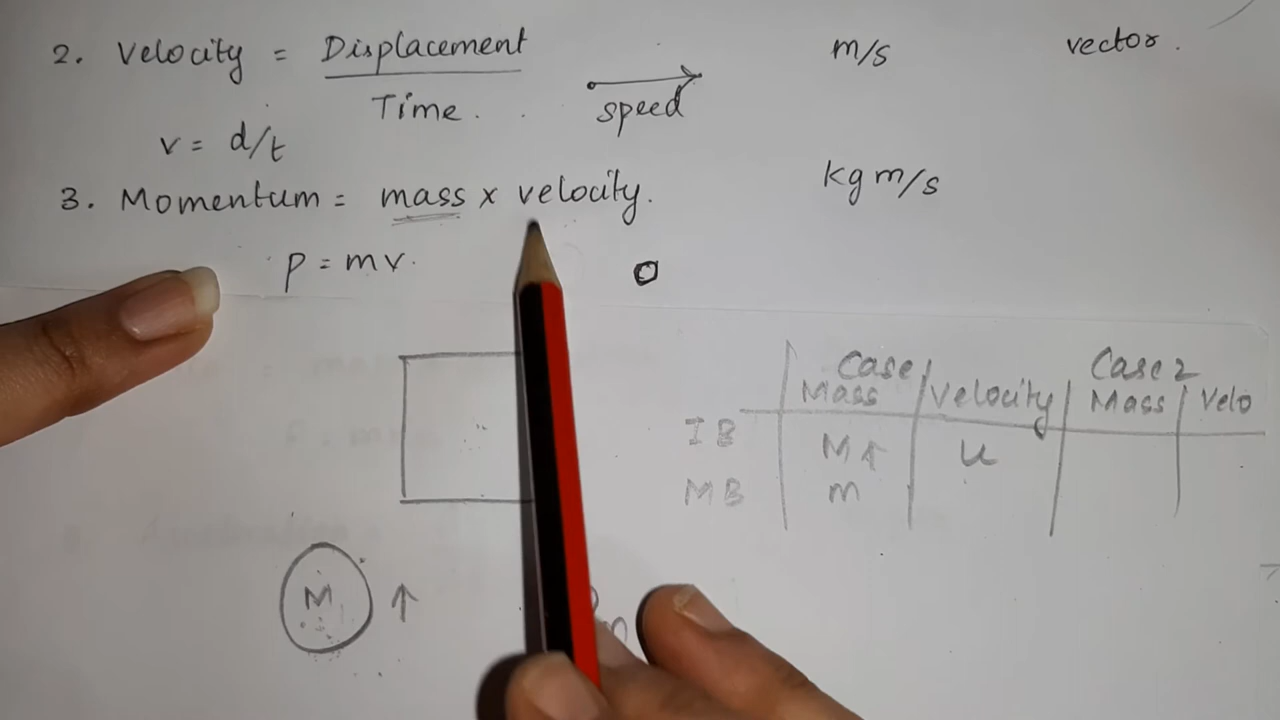 2. Velocity = Displacement / Time. speed m/s vector.
v = d/t
3. Momentum = mass x velocity. kg m/s
p = mv.
Case 1 Case 2
Mass Velocity Mass Velo
IB M↑ u
MB m
M ↑ m